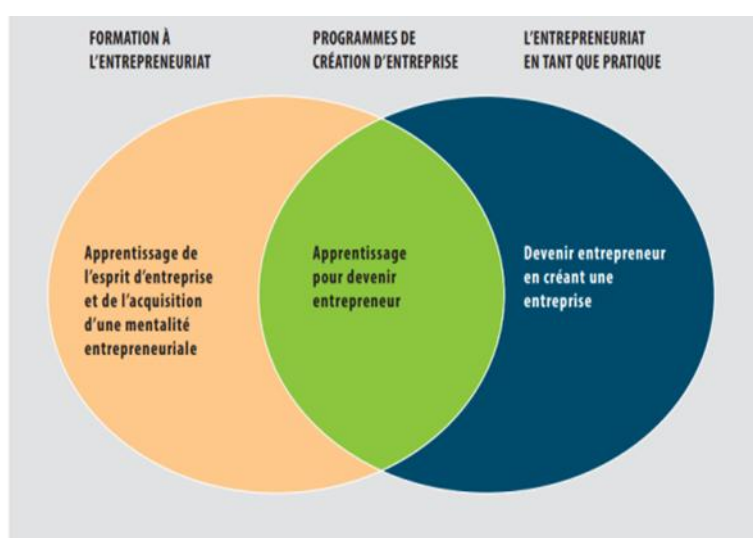 FORMATION À
L'ENTREPRENEURIAT
PROGRAMMES DE
CRÉATION D'ENTREPRISE
L'ENTREPRENEURIAT
EN TANT QUE PRATIQUE
Apprentissage de
l'esprit d'entreprise
et de l'acquisition
d'une mentalité
entrepreneuriale
Apprentissage
pour devenir
entrepreneur
Devenir entrepreneur
en créant une
entreprise